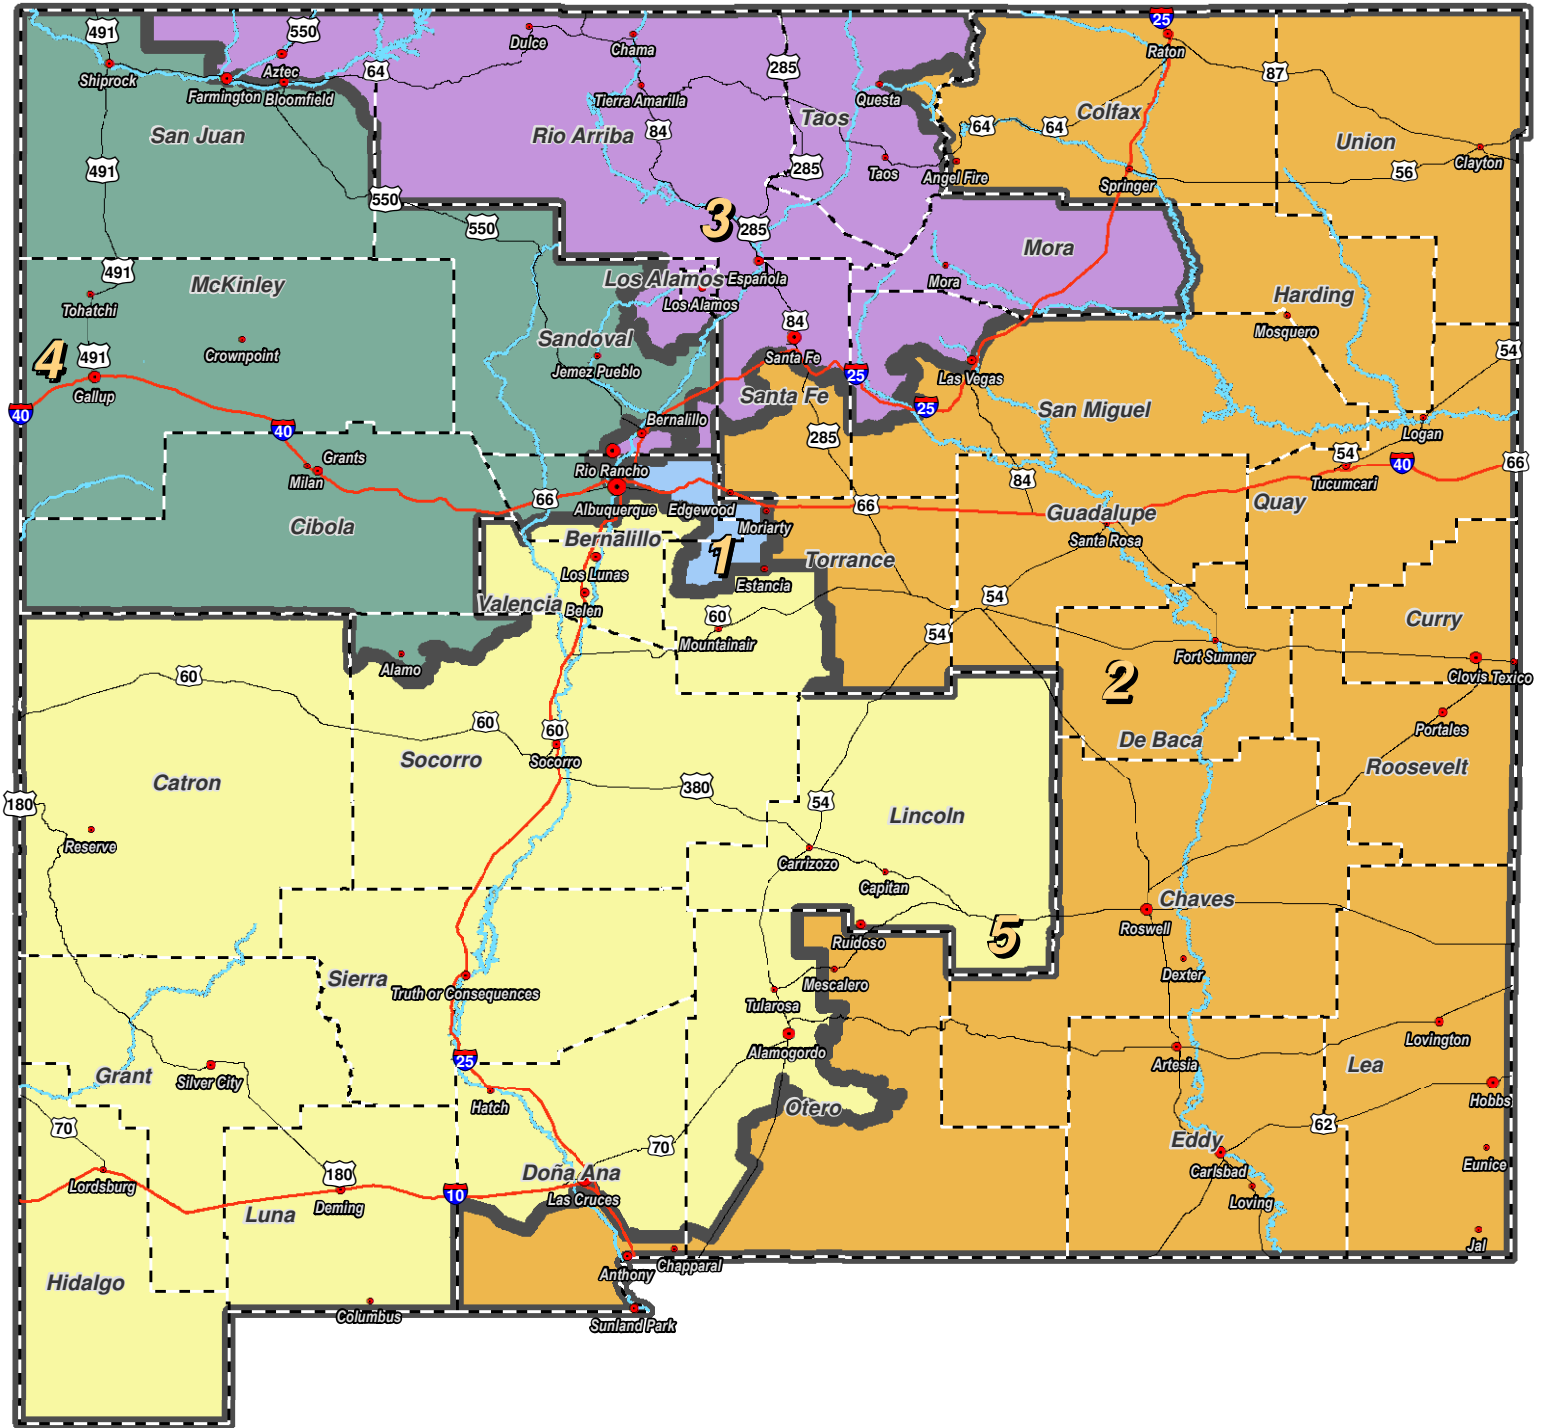 25
491
550
Dulce
Chama
Raton
Shiprock
Aztec
64
285
87
Farmington
Bloomfield
Tierra Amarilla
Questa
San Juan
Rio Arriba
84
Taos
64
64
Colfax
Union
Clayton
491
285
Taos
Angel Fire
Springer
56
550
550
3
285
Mora
491
McKinley
Los Alamos
Española
Mora
Tohatchi
Los Alamos
Harding
4
491
Crownpoint
Sandoval
84
Mosquero
Gallup
Jemez Pueblo
Santa Fe
25
Las Vegas
54
40
40
Santa Fe
25
San Miguel
Bernalillo
285
Logan
Grants
Milan
Rio Rancho
54
40
66
66
Albuquerque
Edgewood
66
84
Tucumcari
Cibola
Bernalillo
Moriarty
Guadalupe
Quay
1
Santa Rosa
Los Lunas
Torrance
Estancia
Valencia
Belen
60
54
Curry
Mountainair
54
Alamo
Fort Sumner
60
2
Clovis
Texico
60
60
Portales
Socorro
Socorro
De Baca
Roosevelt
Catron
380
54
180
Lincoln
Reserve
Carrizozo
Capitan
Chaves
5
Ruidoso
Roswell
Sierra
Mescalero
Dexter
Truth or Consequences
Tularosa
25
Alamogordo
Lovington
Artesia
Lea
Grant
Silver City
Hatch
Otero
Hobbs
70
70
62
Eddy
Doña Ana
Carlsbad
Eunice
Lordsburg
180
10
Las Cruces
Loving
Luna
Deming
Jal
Hidalgo
Anthony
Chapparal
Columbus
Sunland Park